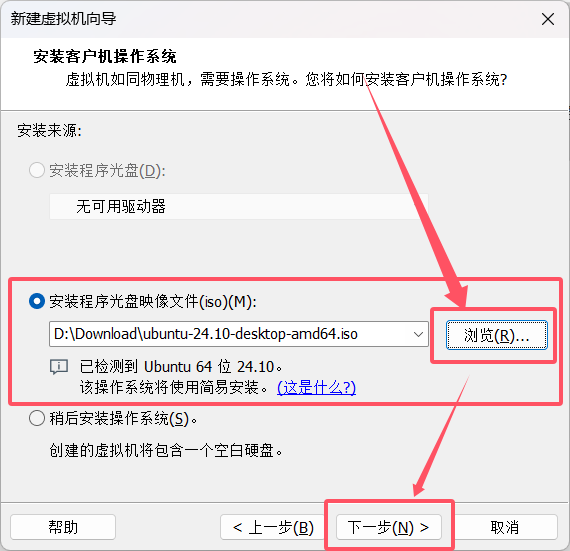 新建虚拟机向导
安装客户机操作系统
虚拟机如同物理机，需要操作系统。您将如何安装客户机操作系统?
安装来源:
安装程序光盘(D):
无可用驱动器
安装程序光盘映像文件(iso)(M):
D:\Download\ubuntu-24.10-desktop-amd64.iso
浏览(R)...
已检测到 Ubuntu 64 位 24.10。
该操作系统将使用简易安装。 (这是什么?)
稍后安装操作系统(S)。
创建的虚拟机将包含一个空白硬盘。
帮助
< 上一步(B)
下一步(N) >
取消